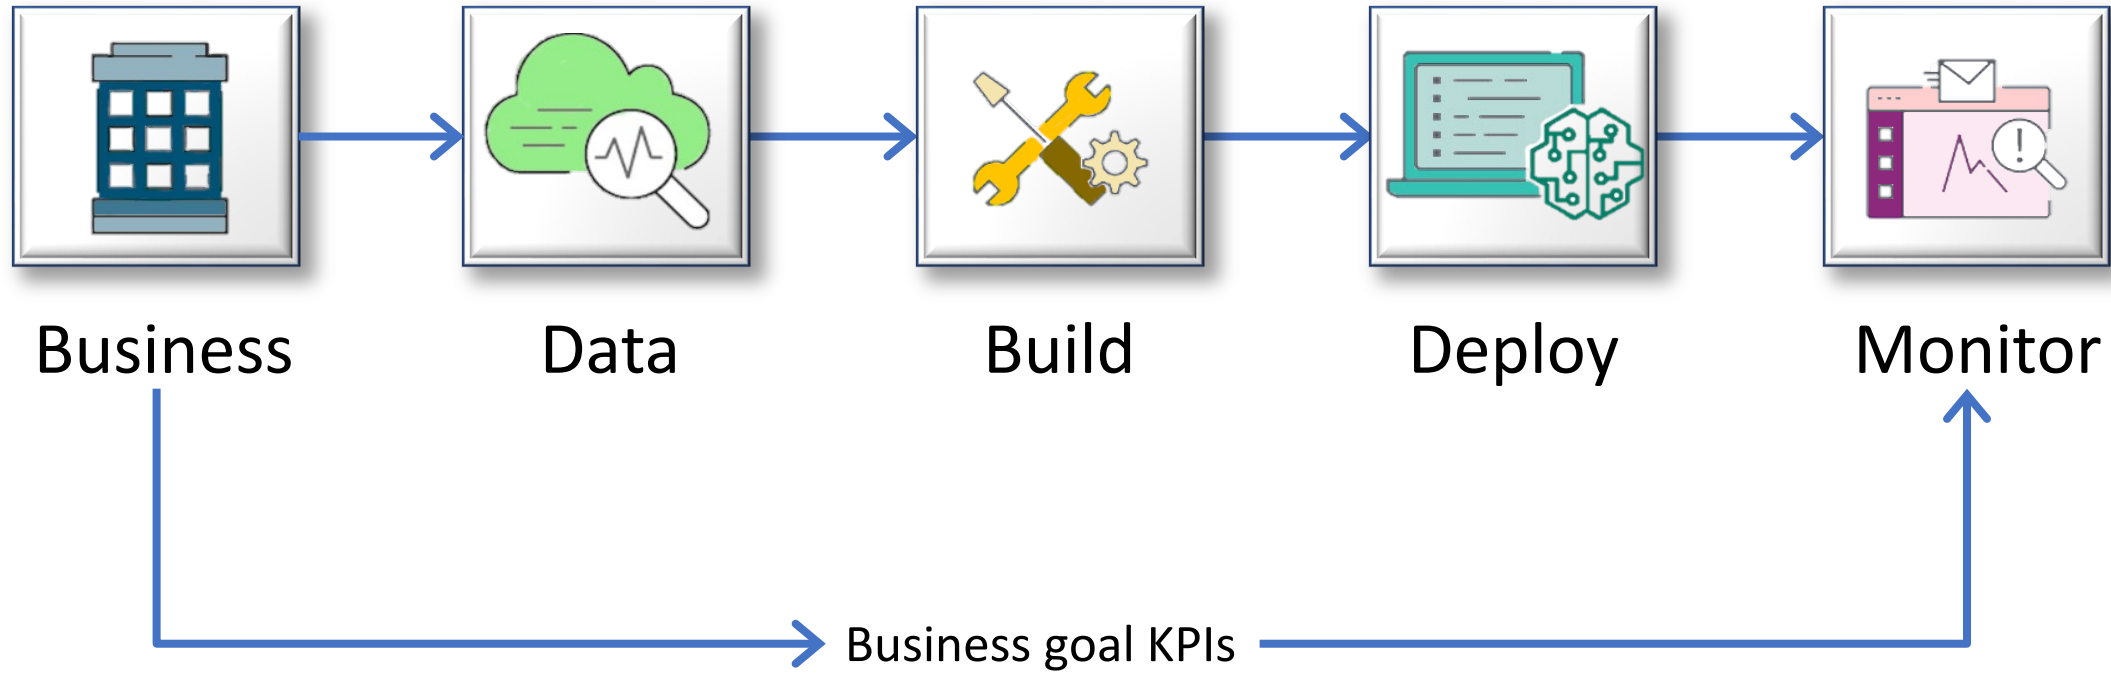 Business
Data
Build
Deploy
Monitor
Business goal KPIs